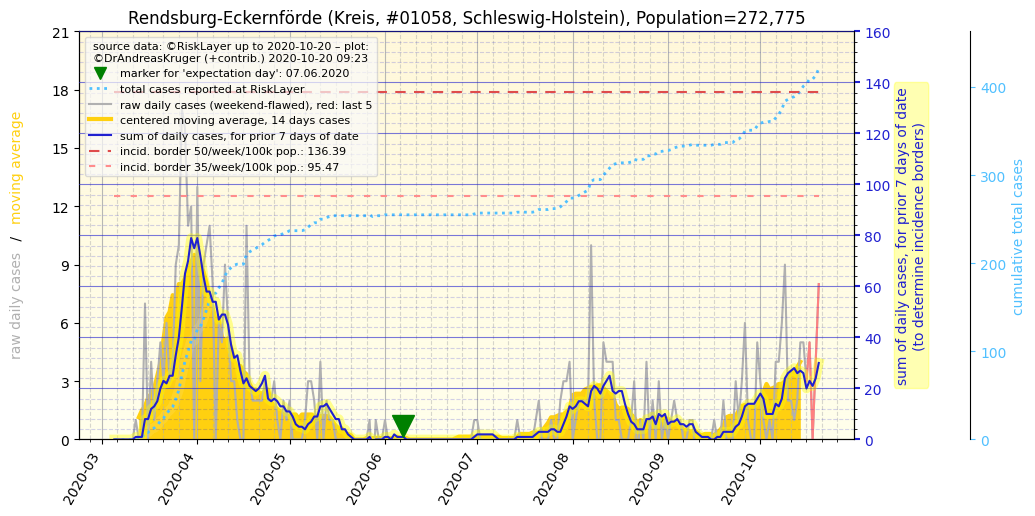 Rendsburg-Eckernförde (Kreis, #01058, Schleswig-Holstein), Population=272,775
source data: ©RiskLayer up to 2020-10-20 – plot:
©DrAndreasKruger (+contrib.) 2020-10-20 09:23
marker for 'expectation day': 07.06.2020
total cases reported at RiskLayer
raw daily cases (weekend-flawed), red: last 5
centered moving average, 14 days cases
sum of daily cases, for prior 7 days of date
incid. border 50/week/100k pop.: 136.39
incid. border 35/week/100k pop.: 95.47
raw daily cases / moving average
21
18
15
12
9
6
3
0
2020-03
2020-04
2020-05
2020-06
2020-07
2020-08
2020-09
2020-10
160
140
120
100
80
60
40
20
0
sum of daily cases, for prior 7 days of date
(to determine incidence borders)
400
300
200
100
0
cumulative total cases